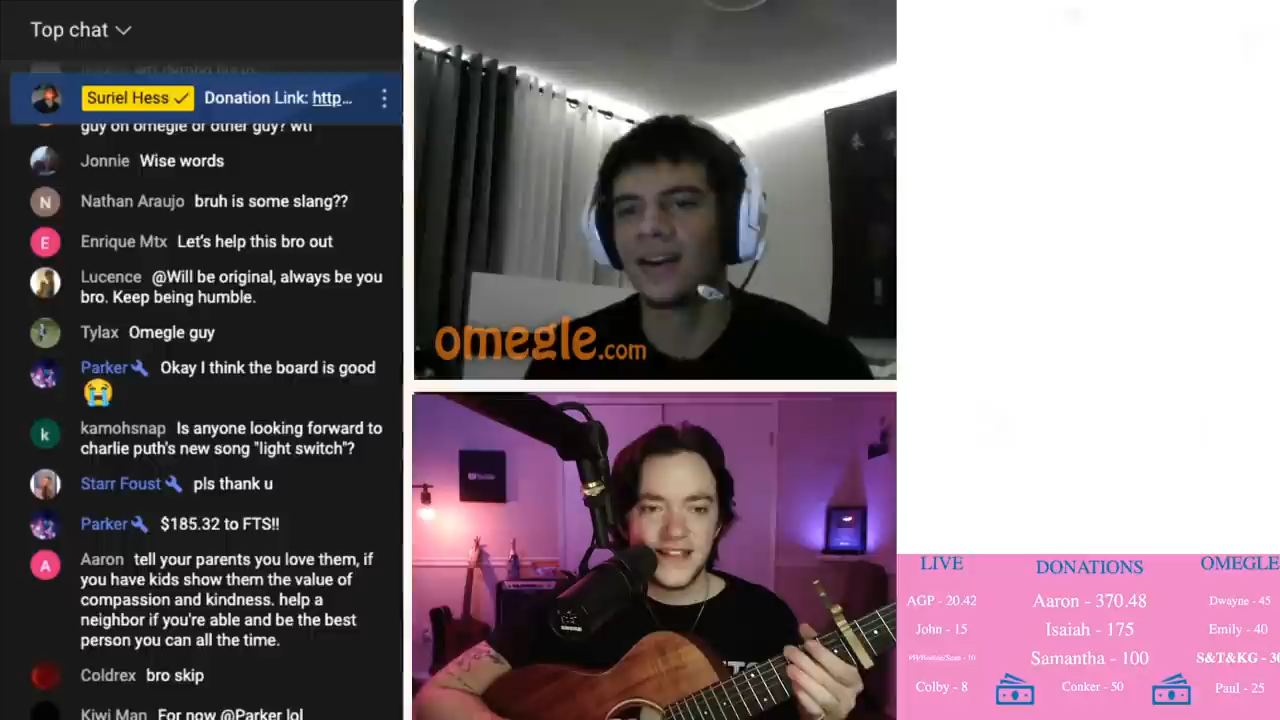 Top chat
Suriel Hess Donation Link: http...
guy on omegle or other guy? wtf
Jonnie Wise words
N Nathan Araujo bruh is some slang??
E Enrique Mtx Let's help this bro out
Lucence @Will be original, always be you
bro. Keep being humble.
Tylax Omegle guy
Parker Okay I think the board is good
😭
k kamohsnap Is anyone looking forward to
charlie puth's new song "light switch"?
Starr Foust pls thank u
Parker $185.32 to FTS!!
A Aaron tell your parents you love them, if
you have kids show them the value of
compassion and kindness. help a
neighbor if you're able and be the best
person you can all the time.
Coldrex bro skip
Kiwi Man For now @Parker lol
omegle.com
SHURE
LIVE
AGP - 20.42
John - 15
Colby - 8
DONATIONS
Aaron - 370.48
Isaiah - 175
Samantha - 100
Conker - 50
OMEGLE
Dwayne - 45
Emily - 40
S&T&KG - 30
Paul - 25